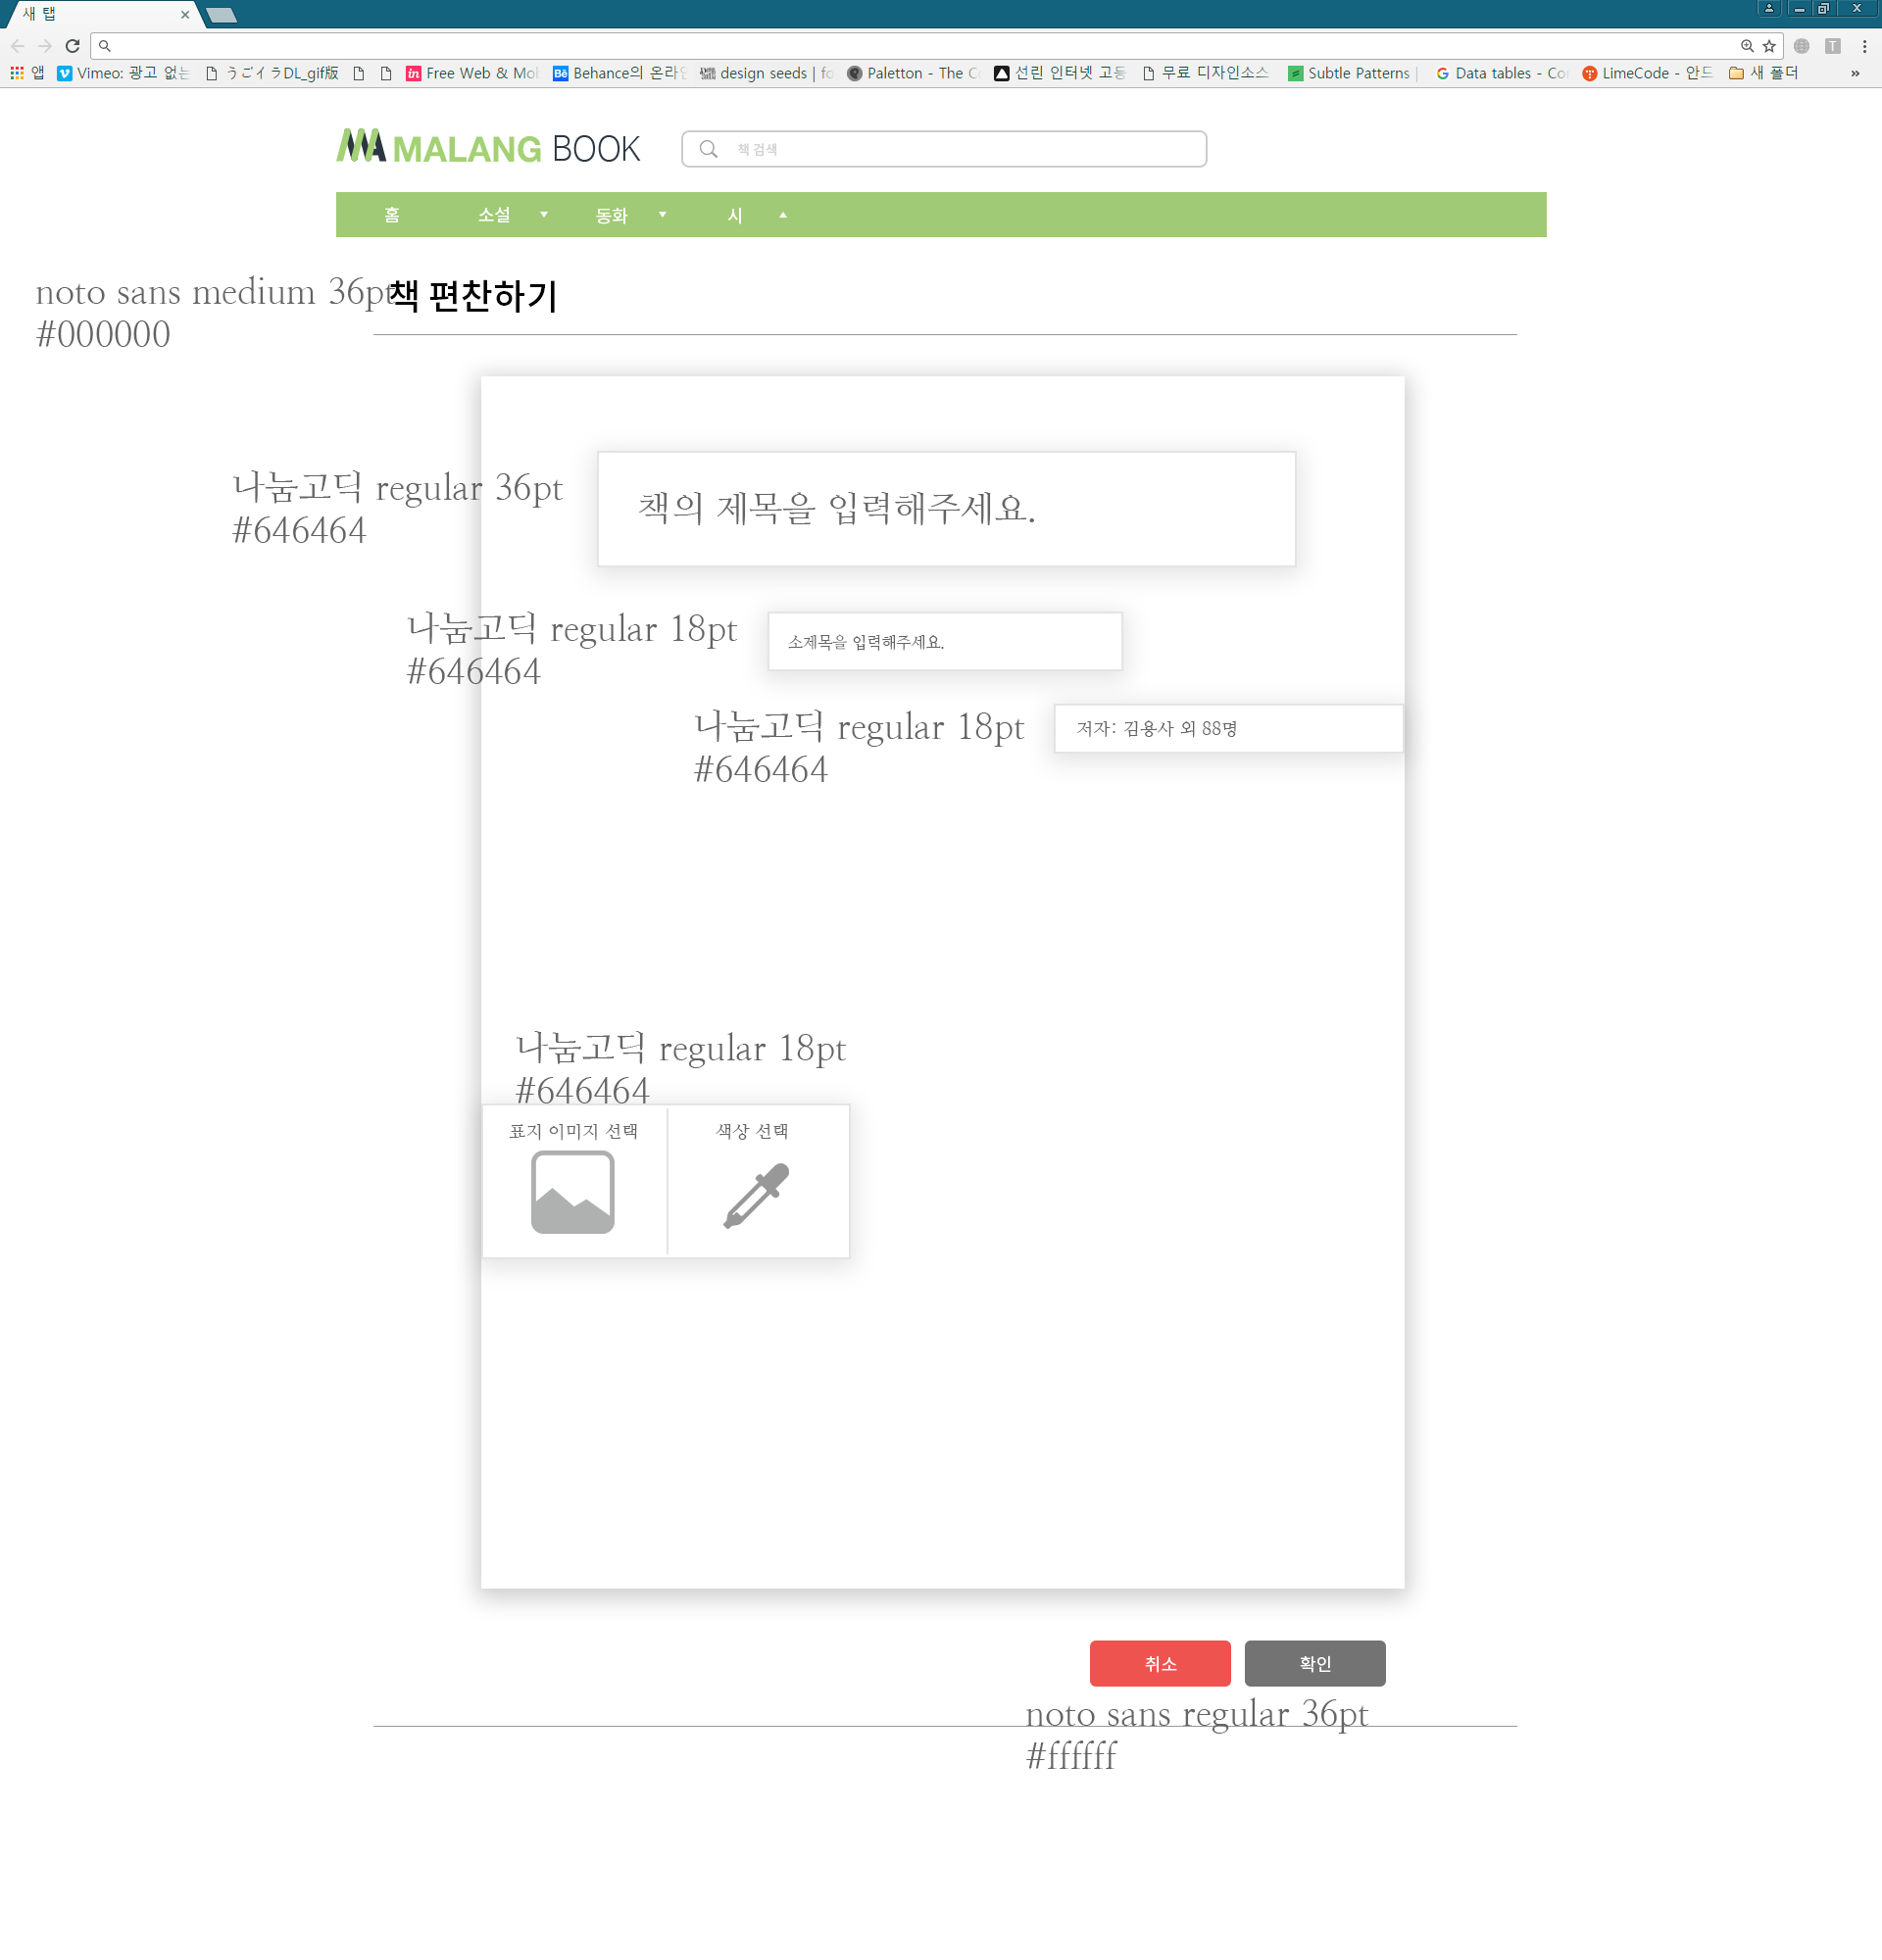 새 탭
앱 Vimeo: 광고 없는 うごイラDL_gif版 Free Web & Mob Behance의 온라인 design seeds | fo Paletton - The C 선린 인터넷 고등 무료 디자인소스 Subtle Patterns | Data tables - Co LimeCode - 안드 새 폴더 »
MALANG BOOK
책 검색
홈 소설 동화 시
noto sans medium 36pt
#000000
책 편찬하기
나눔고딕 regular 36pt
#646464
책의 제목을 입력해주세요.
나눔고딕 regular 18pt
#646464
소제목을 입력해주세요.
나눔고딕 regular 18pt
#646464
저자: 김용사 외 88명
나눔고딕 regular 18pt
#646464
표지 이미지 선택 색상 선택
취소 확인
noto sans regular 36pt
#ffffff